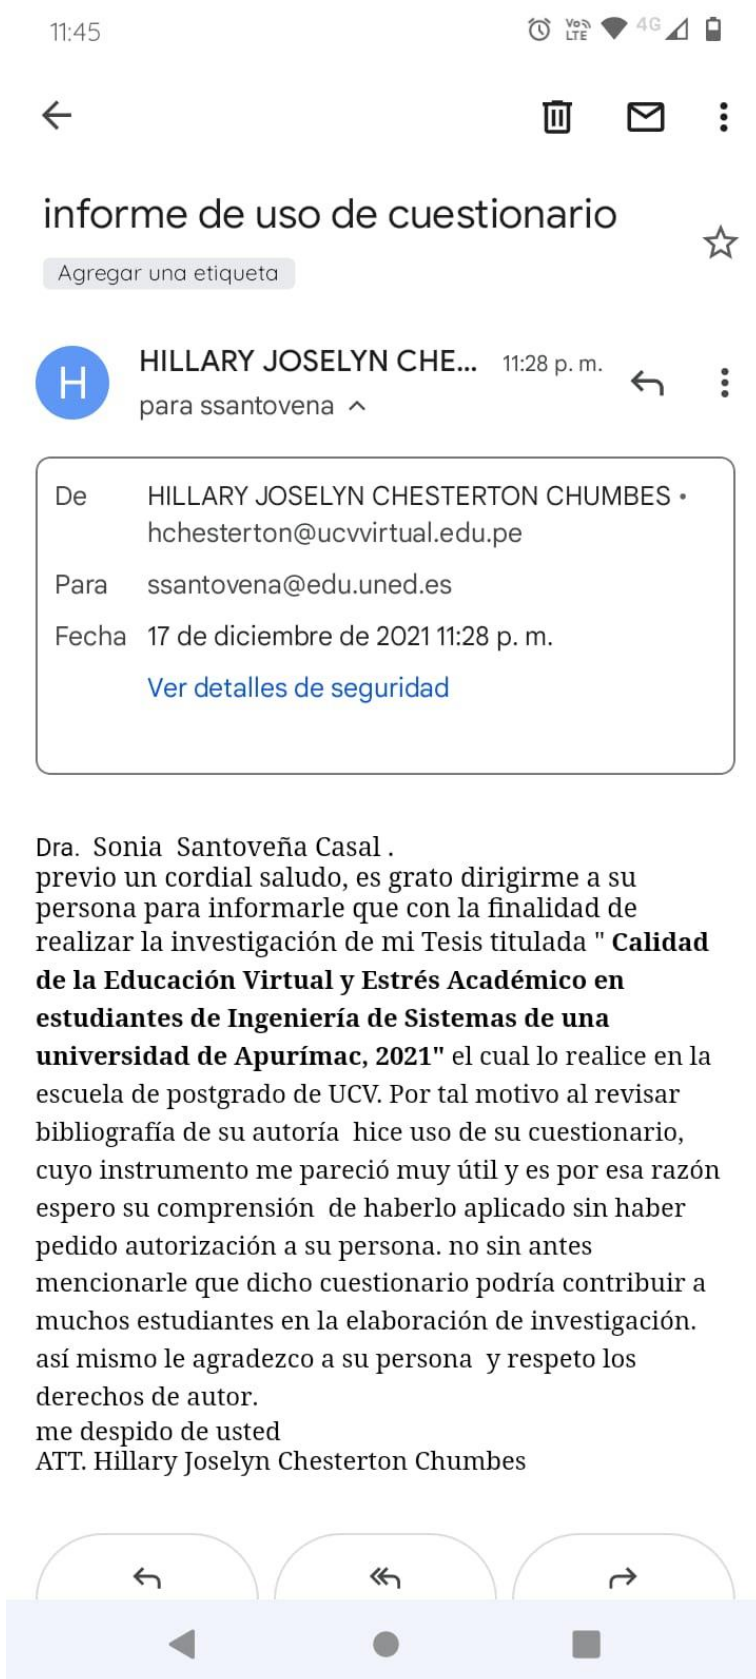 11:45
Vo LTE 4G
informe de uso de cuestionario
Agregar una etiqueta
H
HILLARY JOSELYN CHE... 11:28 p. m.
para ssantovena
De HILLARY JOSELYN CHESTERTON CHUMBES •
hchesterton@ucvvirtual.edu.pe
Para ssantovena@edu.uned.es
Fecha 17 de diciembre de 2021 11:28 p. m.
Ver detalles de seguridad
Dra. Sonia Santoveña Casal .
previo un cordial saludo, es grato dirigirme a su
persona para informarle que con la finalidad de
realizar la investigación de mi Tesis titulada " Calidad
de la Educación Virtual y Estrés Académico en
estudiantes de Ingeniería de Sistemas de una
universidad de Apurímac, 2021" el cual lo realice en la
escuela de postgrado de UCV. Por tal motivo al revisar
bibliografía de su autoría hice uso de su cuestionario,
cuyo instrumento me pareció muy útil y es por esa razón
espero su comprensión de haberlo aplicado sin haber
pedido autorización a su persona. no sin antes
mencionarle que dicho cuestionario podría contribuir a
muchos estudiantes en la elaboración de investigación.
así mismo le agradezco a su persona y respeto los
derechos de autor.
me despido de usted
ATT. Hillary Joselyn Chesterton Chumbes